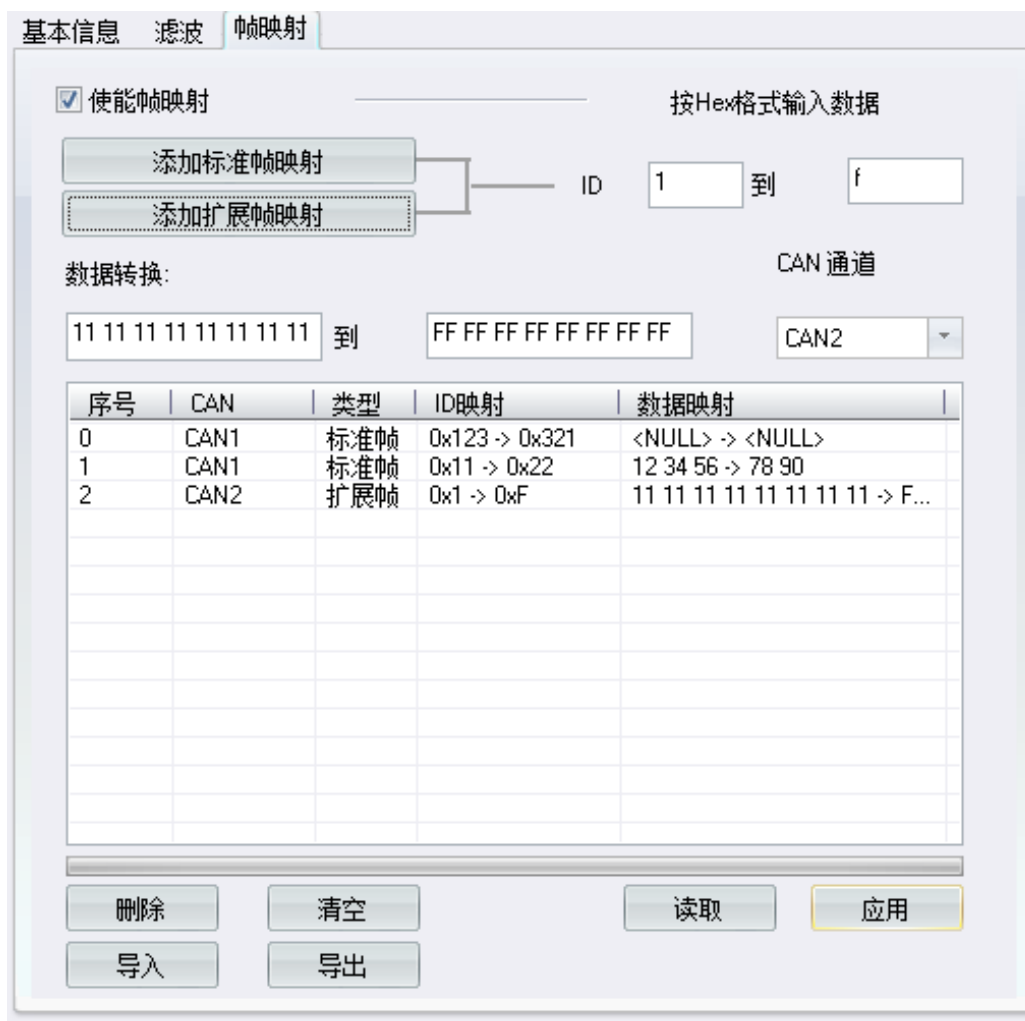 基本信息 滤波 帧映射
使能帧映射 按Hex格式输入数据
添加标准帧映射
ID 1 到 f
添加扩展帧映射
CAN 通道
数据转换:
11 11 11 11 11 11 11 11 到 FF FF FF FF FF FF FF FF CAN2
序号 CAN 类型 ID映射 数据映射
0 CAN1 标准帧 0x123 -> 0x321 <NULL> -> <NULL>
1 CAN1 标准帧 0x11 -> 0x22 12 34 56 -> 78 90
2 CAN2 扩展帧 0x1 -> 0xF 11 11 11 11 11 11 11 11 -> F...
删除 清空 读取 应用
导入 导出